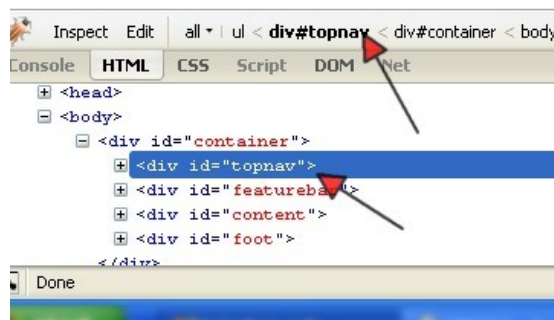 Inspect Edit all ul < div#topnav < div#container < body
Console HTML CSS Script DOM Net
<head>
<body>
<div id="container">
<div id="topnav">
<div id="featurebar">
<div id="content">
<div id="foot">
</div>
Done